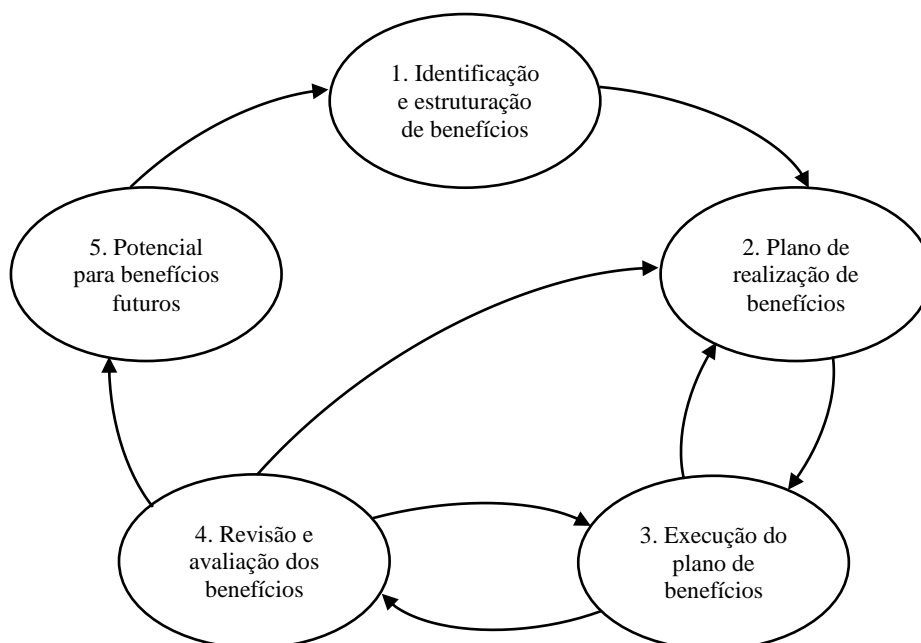 1. Identificação
e estruturação
de benefícios
2. Plano de
realização de
benefícios
3. Execução do
plano de
benefícios
4. Revisão e
avaliação dos
benefícios
5. Potencial
para benefícios
futuros